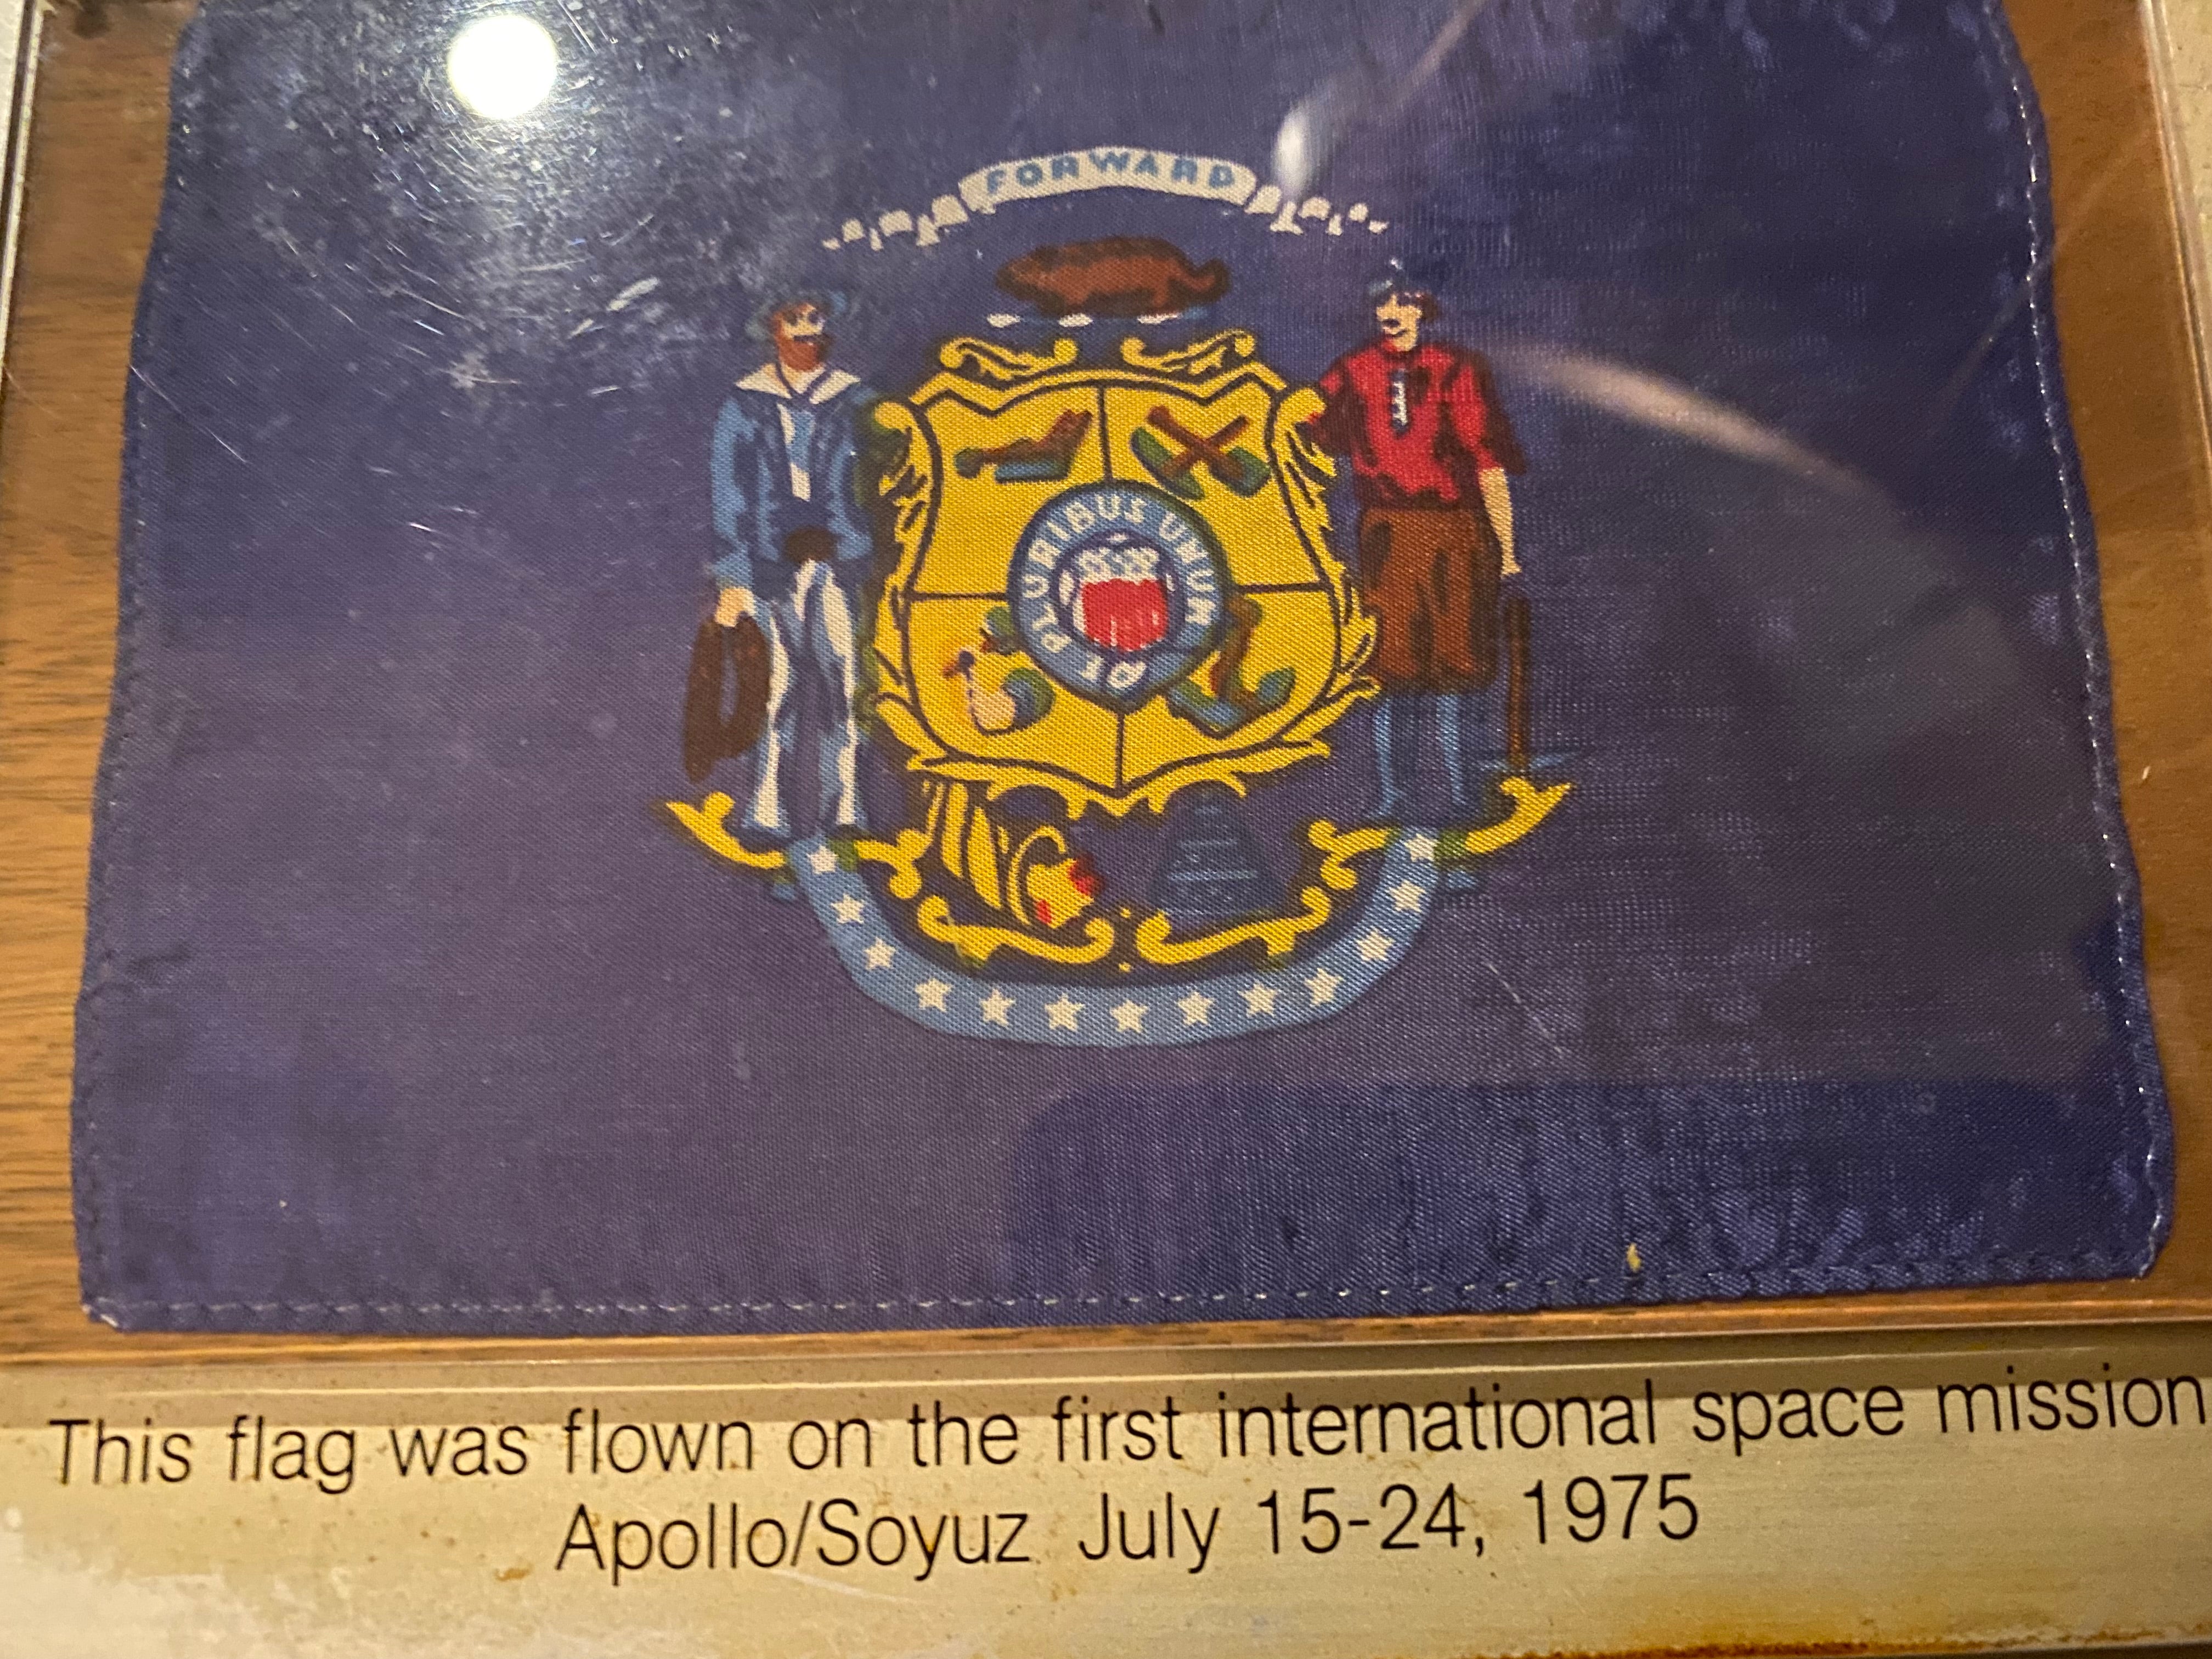 FORWARD
E PLURIBUS UNUM
This flag was flown on the first international space mission
Apollo/Soyuz July 15-24, 1975